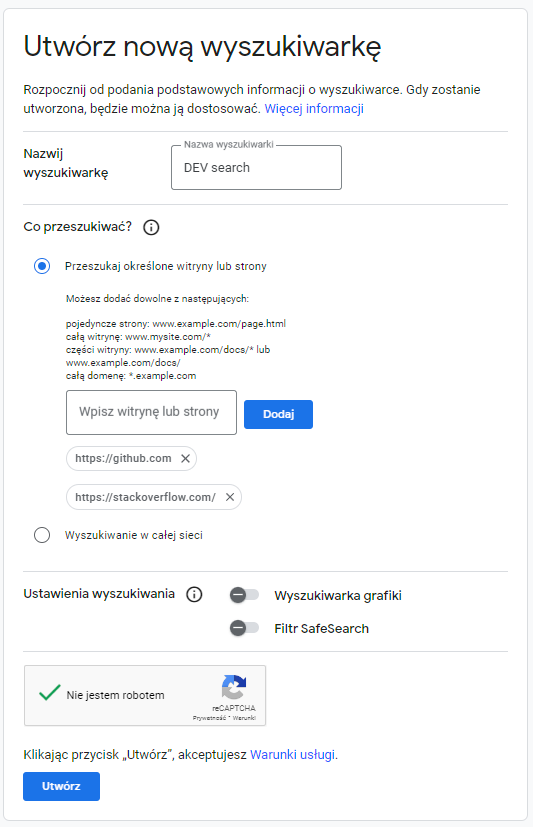 Utwórz nową wyszukiwarkę
Rozpocznij od podania podstawowych informacji o wyszukiwarce. Gdy zostanie
utworzona, będzie można ją dostosować. Więcej informacji
Nazwij
wyszukiwarkę
Nazwa wyszukiwarki
DEV search
Co przeszukiwać?
Przeszukaj określone witryny lub strony
Możesz dodać dowolne z następujących:
pojedyncze strony: www.example.com/page.html
całą witrynę: www.mysite.com/*
części witryny: www.example.com/docs/* lub
www.example.com/docs/
całą domenę: *.example.com
Wpisz witrynę lub strony
Dodaj
https://github.com
https://stackoverflow.com/
Wyszukiwanie w całej sieci
Ustawienia wyszukiwania
Wyszukiwarka grafiki
Filtr SafeSearch
Nie jestem robotem
reCAPTCHA
Prywatność - Warunki
Klikając przycisk „Utwórz”, akceptujesz Warunki usługi.
Utwórz